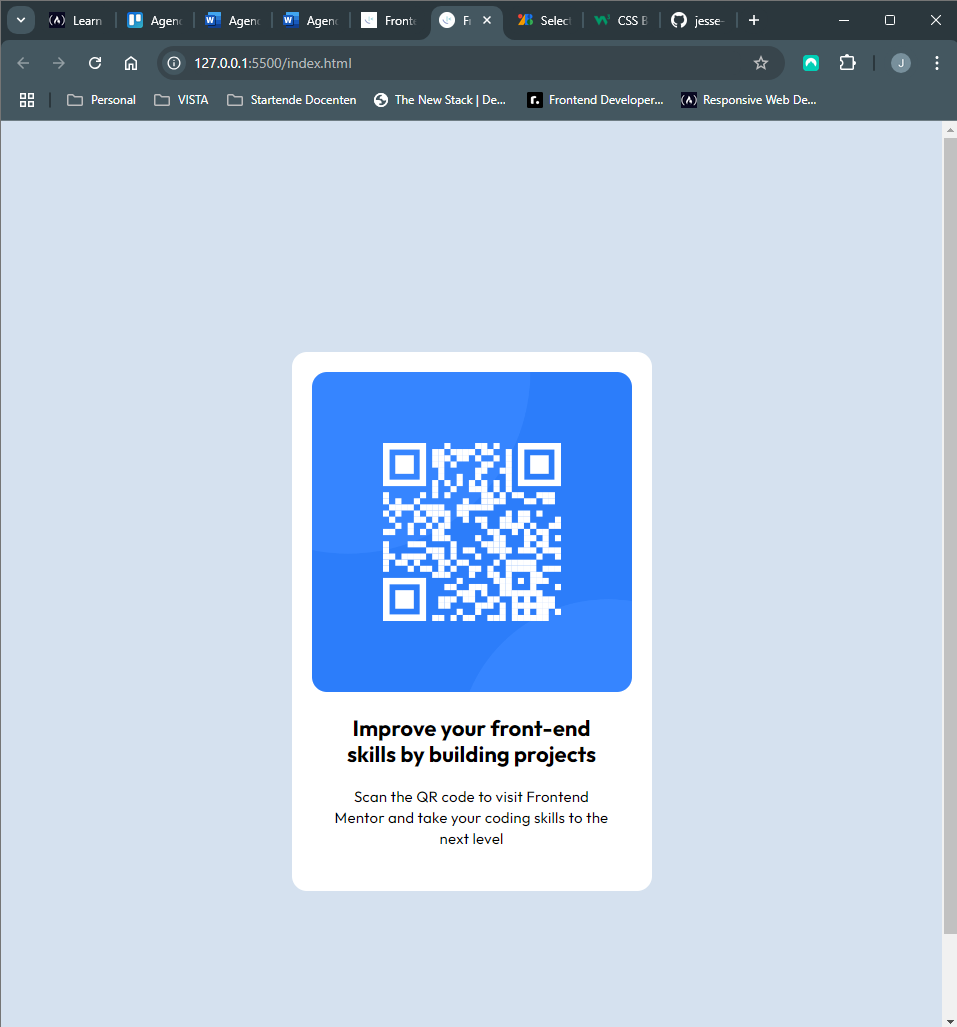 Learn
Agenc
Agenc
Agenc
Fronte
Fr
Select
CSS B
jesse-
127.0.0.1:5500/index.html
J
Personal
VISTA
Startende Docenten
The New Stack | De...
Frontend Developer...
Responsive Web De...
Improve your front-end
skills by building projects
Scan the QR code to visit Frontend
Mentor and take your coding skills to the
next level